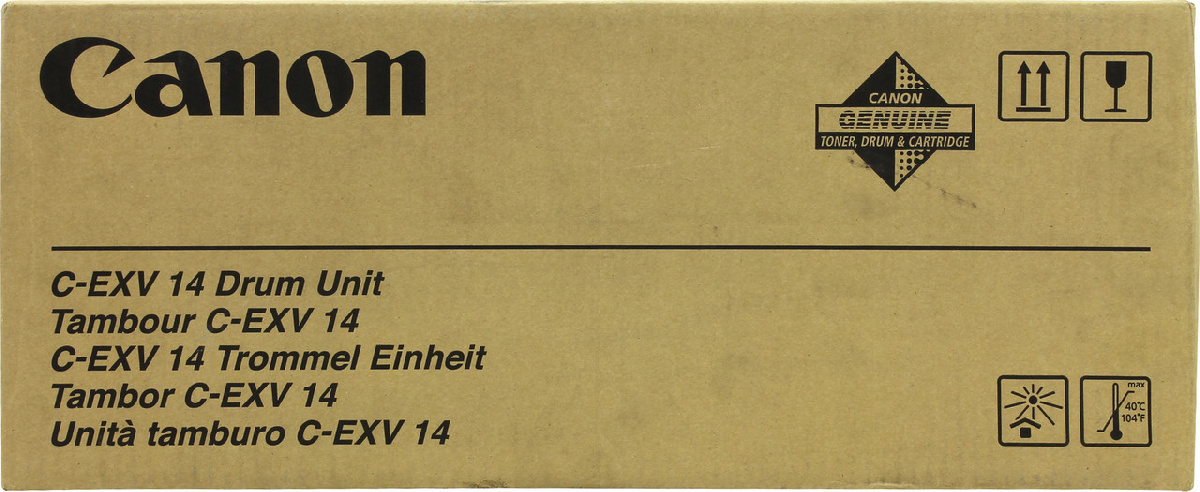 Canon
CANON
GENUINE
TONER, DRUM & CARTRIDGE
C-EXV 14 Drum Unit
Tambour C-EXV 14
C-EXV 14 Trommel Einheit
Tambor C-EXV 14
Unità tamburo C-EXV 14
max
40°C
104°F